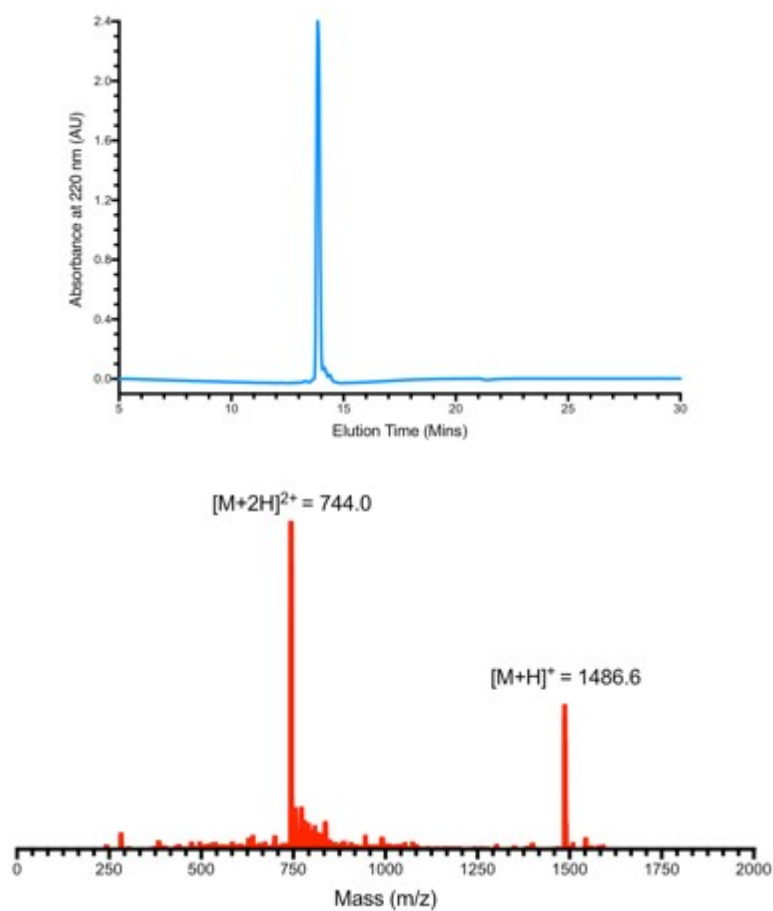 2.4
2.0
1.6
1.2
0.8
0.4
0.0
Absorbance at 220 nm (AU)
5 10 15 20 25 30
Elution Time (Mins)
[M+2H]2+ = 744.0
[M+H]+ = 1486.6
0 250 500 750 1000 1250 1500 1750 2000
Mass (m/z)